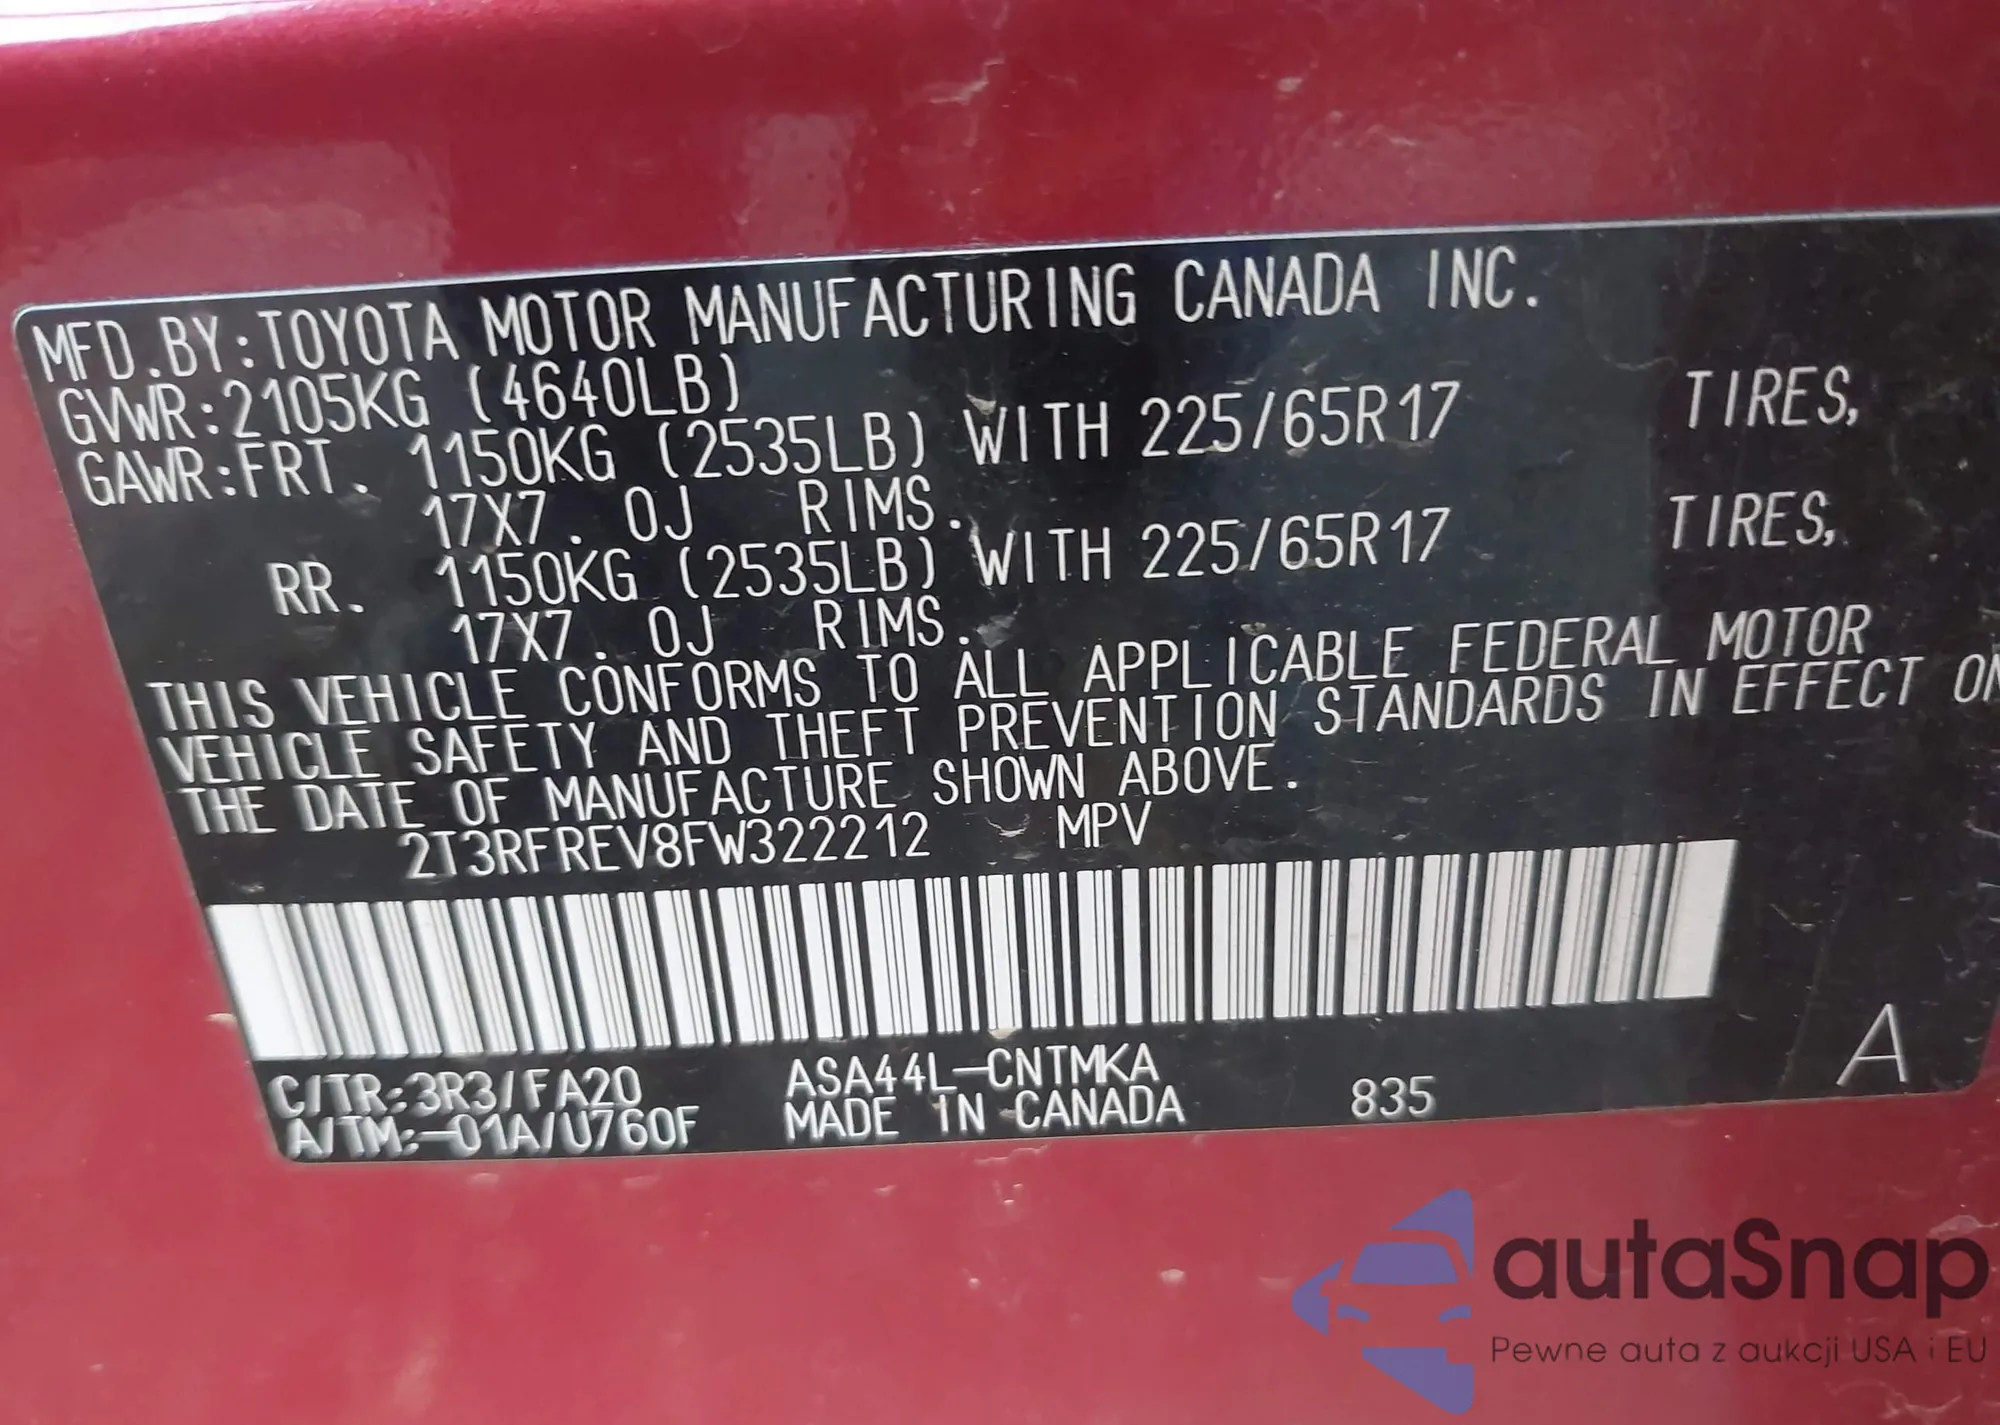 MFD.BY:TOYOTA MOTOR MANUFACTURING CANADA INC.
GVWR:2105KG (4640LB)
GAWR:FRT. 1150KG (2535LB) WITH 225/65R17 TIRES,
17X7.0J RIMS.
RR. 1150KG (2535LB) WITH 225/65R17 TIRES,
17X7.0J RIMS.
THIS VEHICLE CONFORMS TO ALL APPLICABLE FEDERAL MOTOR
VEHICLE SAFETY AND THEFT PREVENTION STANDARDS IN EFFECT ON
THE DATE OF MANUFACTURE SHOWN ABOVE.
2T3RFREV8FW322212 MPV
C/TR:3R3/FA20 ASA44L-CNTMKA
A/TM:-01A/U760F MADE IN CANADA 835 A
autaSnap
Pewne auta z aukcji USA i EU